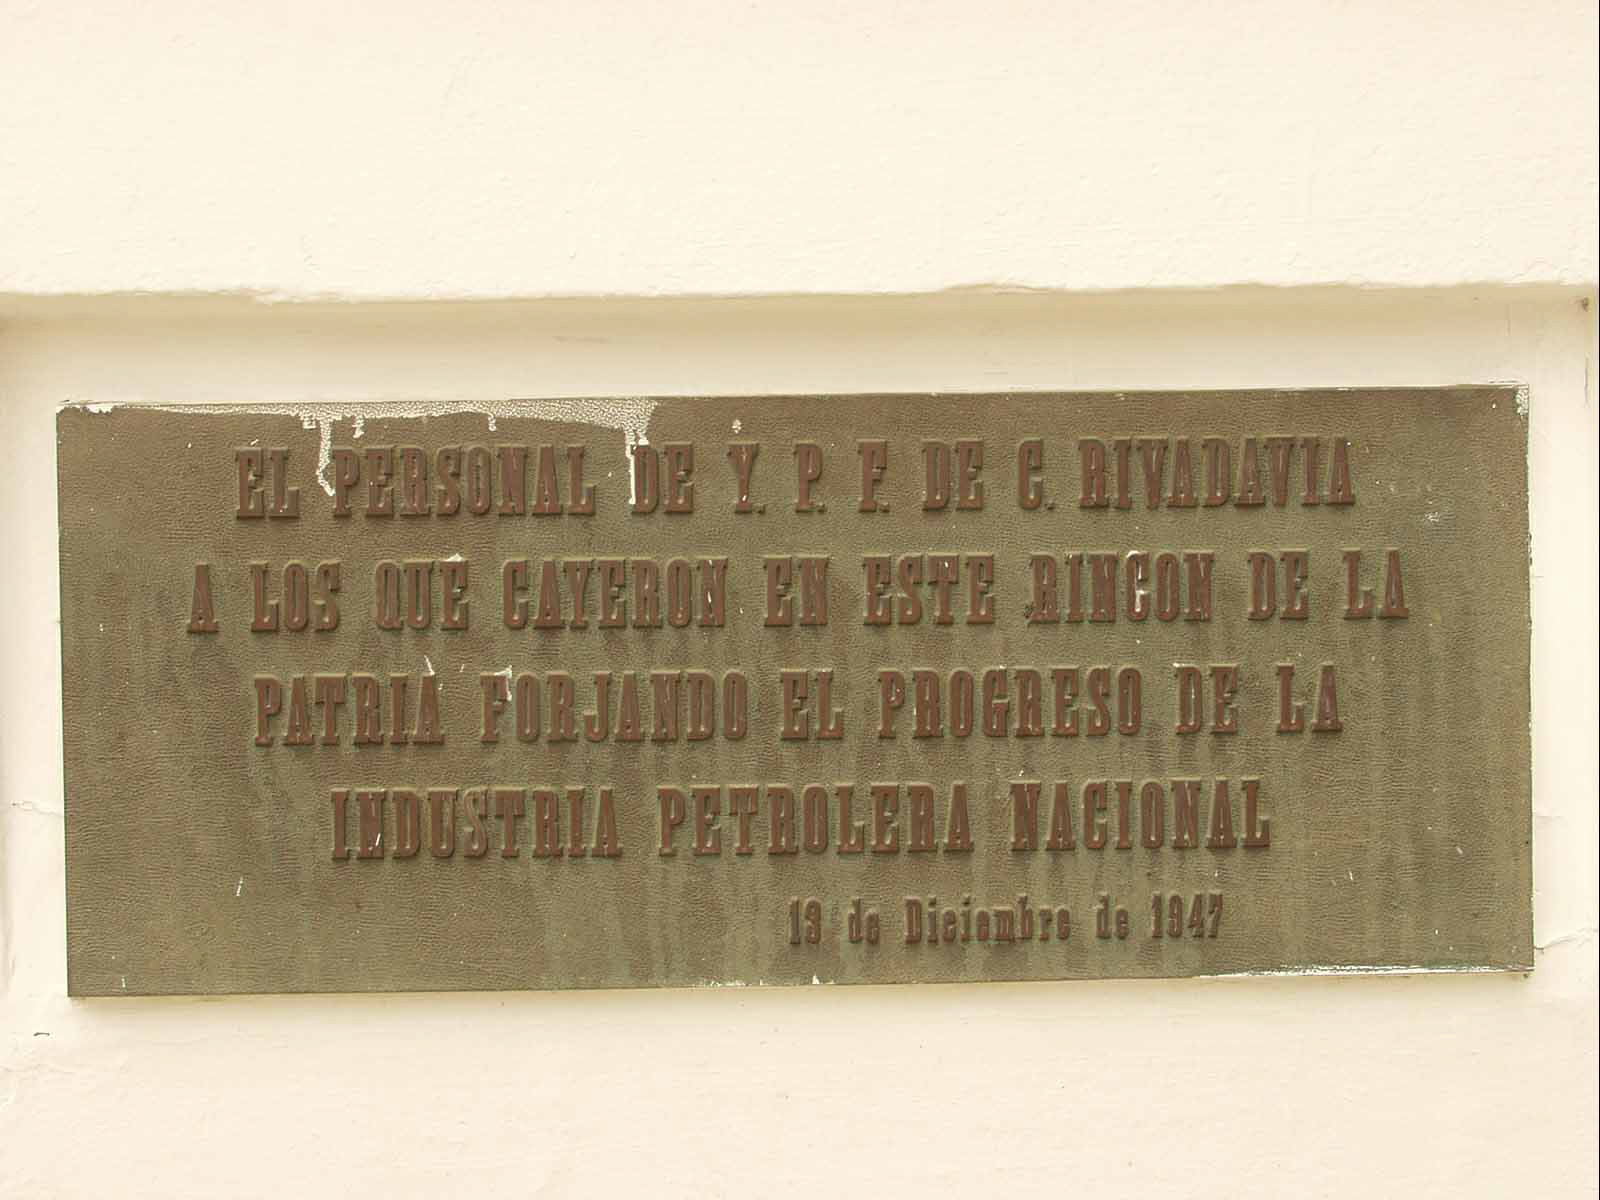 EL PERSONAL DE Y. P. F. DE C. RIVADAVIA
A LOS QUE CAYERON EN ESTE RINCON DE LA
PATRIA FORJANDO EL PROGRESO DE LA
INDUSTRIA PETROLERA NACIONAL
13 de Diciembre de 1947